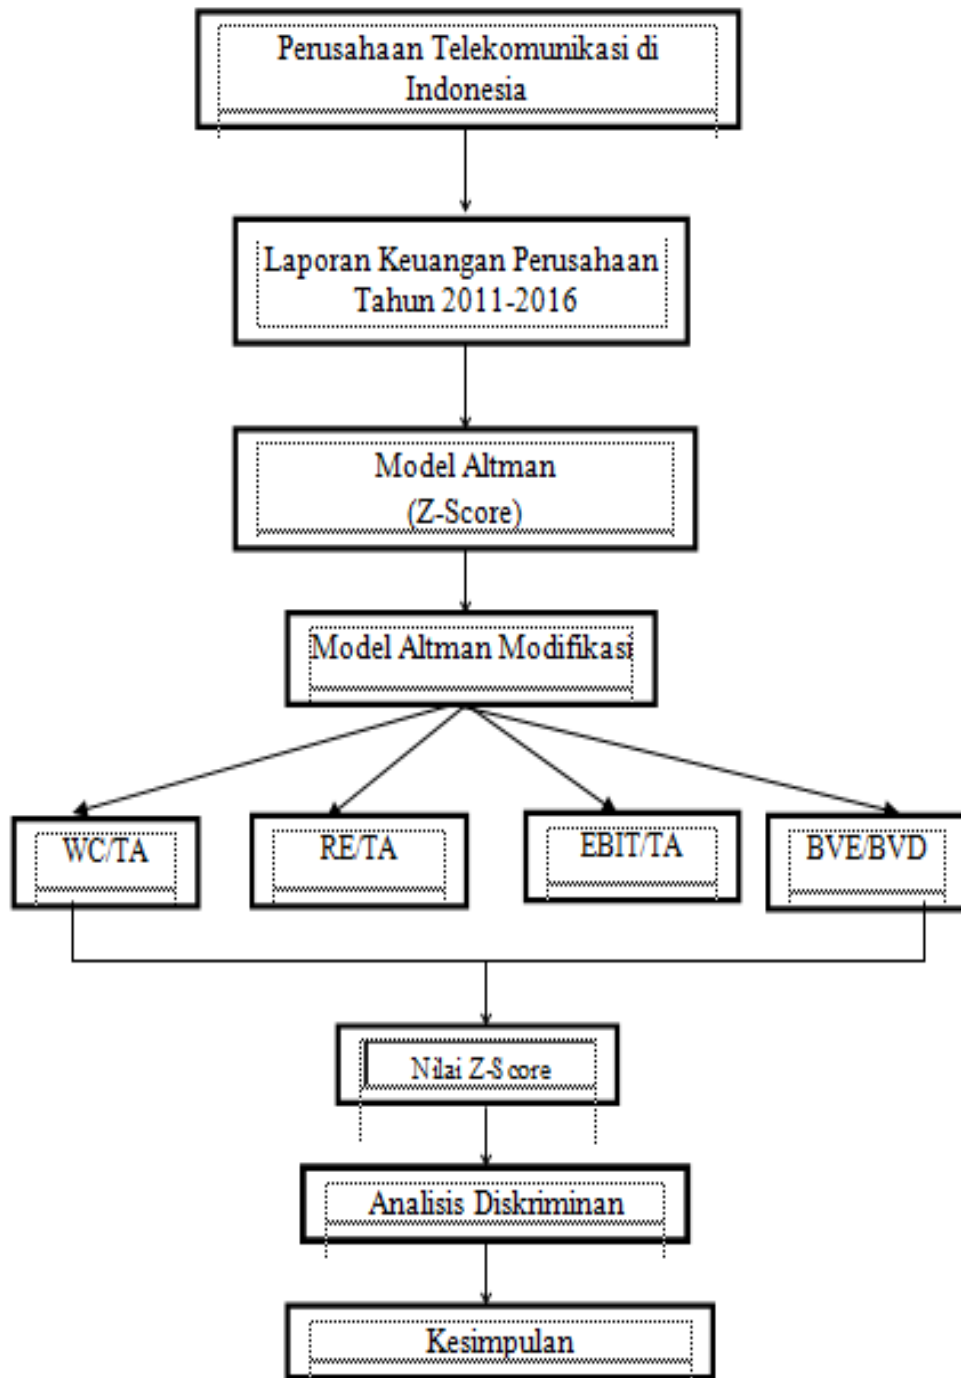 Perusahaan Telekomunikasi di
Indonesia
Laporan Keuangan Perusahaan
Tahun 2011-2016
Model Altman
(Z-Score)
Model Altman Modifikasi
WC/TA
RE/TA
EBIT/TA
BVE/BVD
Nilai Z-Score
Analisis Diskriminan
Kesimpulan